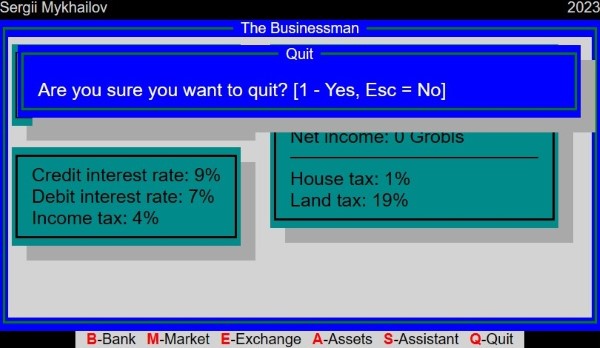 Sergii Mykhailov 2023
The Businessman
Quit
Are you sure you want to quit? [1 - Yes, Esc = No]
Net income: 0 Grobls
Credit interest rate: 9%
Debit interest rate: 7%
Income tax: 4%
House tax: 1%
Land tax: 19%
B-Bank M-Market E-Exchange A-Assets S-Assistant Q-Quit